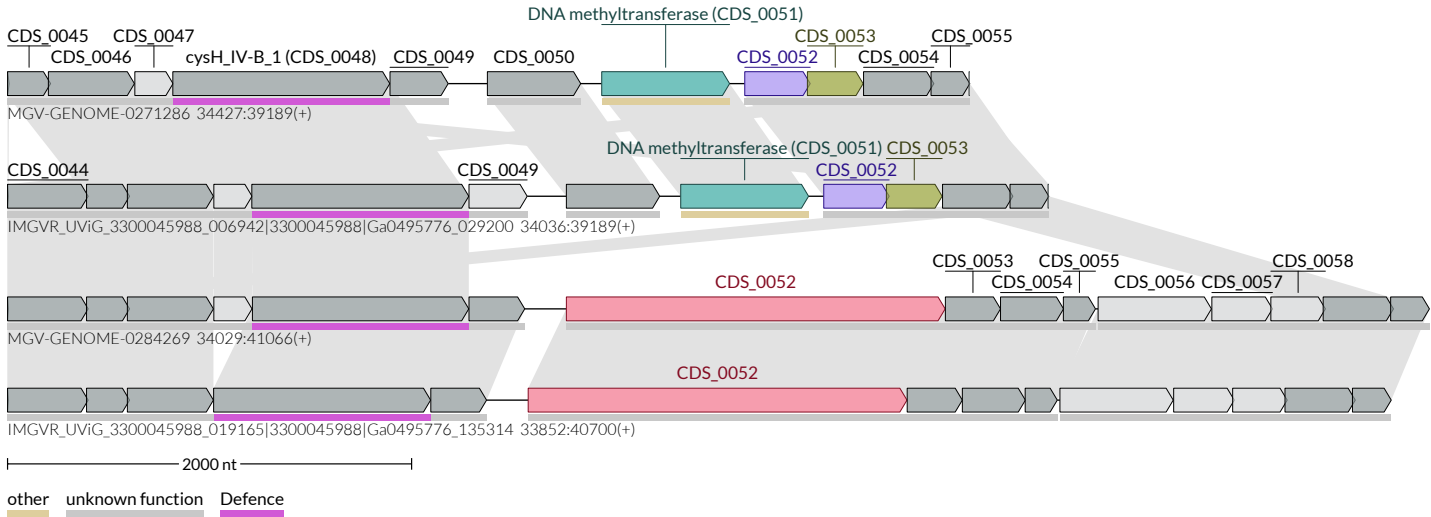 DNA methyltransferase (CDS_0051)
CDS_0045 CDS_0047 CDS_0053 CDS_0055
CDS_0046 cysH_IV-B_1 (CDS_0048) CDS_0049 CDS_0050 CDS_0052 CDS_0054
MGV-GENOME-0271286 34427:39189(+)
DNA methyltransferase (CDS_0051) CDS_0053
CDS_0044 CDS_0049 CDS_0052
IMGVR_UViG_3300045988_006942|3300045988|Ga0495776_029200 34036:39189(+)
CDS_0053 CDS_0055 CDS_0058
CDS_0052 CDS_0054 CDS_0056 CDS_0057
MGV-GENOME-0284269 34029:41066(+)
CDS_0052
IMGVR_UViG_3300045988_019165|3300045988|Ga0495776_135314 33852:40700(+)
2000 nt
other unknown function Defence